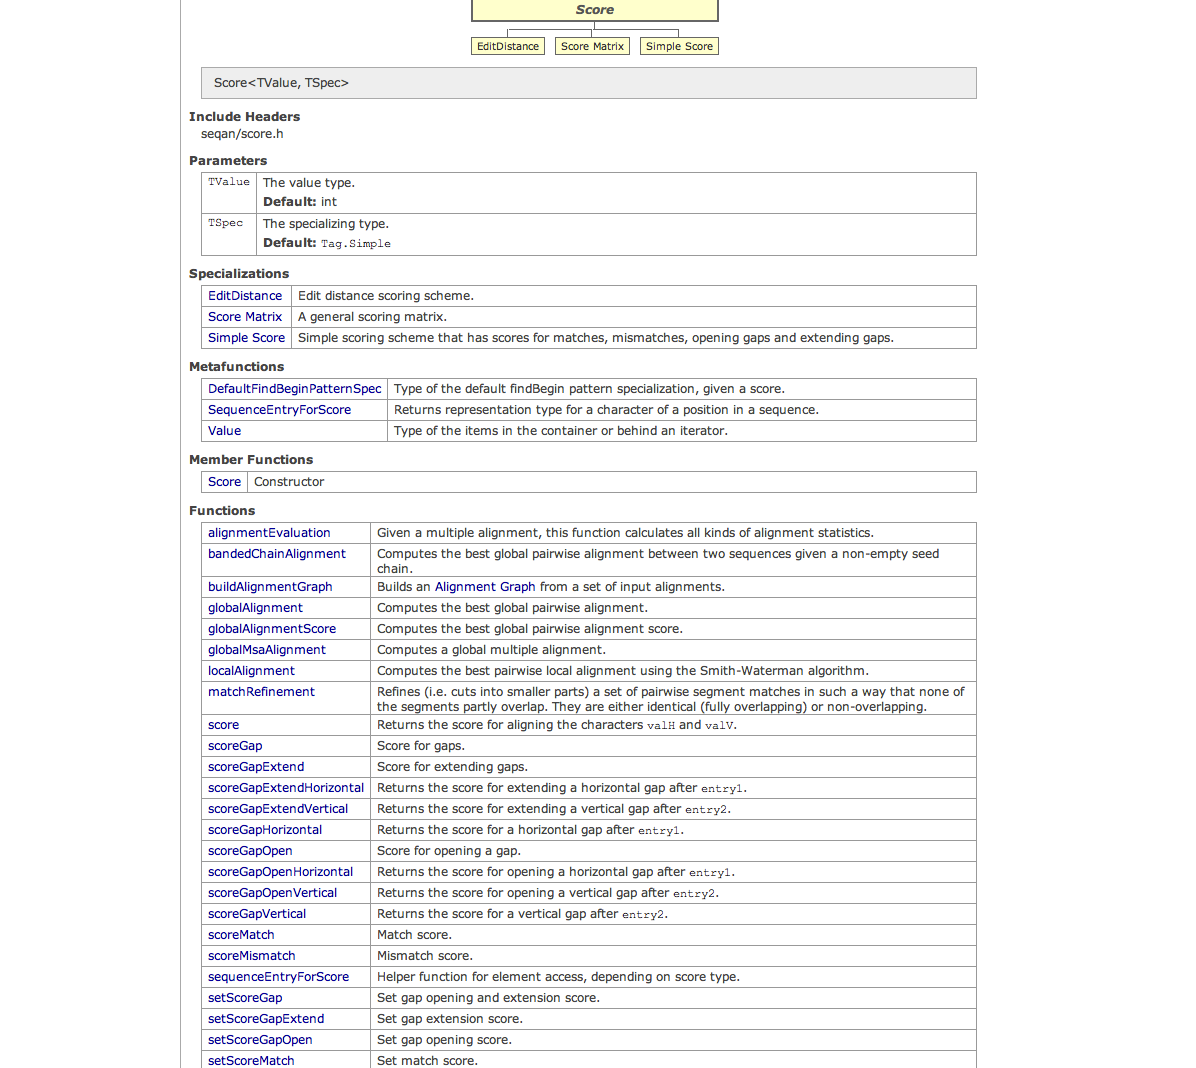 Score
EditDistance Score Matrix Simple Score
Score<TValue, TSpec>
Include Headers
seqan/score.h
Parameters
TValue The value type.
Default: int
TSpec The specializing type.
Default: Tag.Simple
Specializations
EditDistance Edit distance scoring scheme.
Score Matrix A general scoring matrix.
Simple Score Simple scoring scheme that has scores for matches, mismatches, opening gaps and extending gaps.
Metafunctions
DefaultFindBeginPatternSpec Type of the default findBegin pattern specialization, given a score.
SequenceEntryForScore Returns representation type for a character of a position in a sequence.
Value Type of the items in the container or behind an iterator.
Member Functions
Score Constructor
Functions
alignmentEvaluation Given a multiple alignment, this function calculates all kinds of alignment statistics.
bandedChainAlignment Computes the best global pairwise alignment between two sequences given a non-empty seed
chain.
buildAlignmentGraph Builds an Alignment Graph from a set of input alignments.
globalAlignment Computes the best global pairwise alignment.
globalAlignmentScore Computes the best global pairwise alignment score.
globalMsaAlignment Computes a global multiple alignment.
localAlignment Computes the best pairwise local alignment using the Smith-Waterman algorithm.
matchRefinement Refines (i.e. cuts into smaller parts) a set of pairwise segment matches in such a way that none of
the segments partly overlap. They are either identical (fully overlapping) or non-overlapping.
score Returns the score for aligning the characters valH and valV.
scoreGap Score for gaps.
scoreGapExtend Score for extending gaps.
scoreGapExtendHorizontal Returns the score for extending a horizontal gap after entry1.
scoreGapExtendVertical Returns the score for extending a vertical gap after entry2.
scoreGapHorizontal Returns the score for a horizontal gap after entry1.
scoreGapOpen Score for opening a gap.
scoreGapOpenHorizontal Returns the score for opening a horizontal gap after entry1.
scoreGapOpenVertical Returns the score for opening a vertical gap after entry2.
scoreGapVertical Returns the score for a vertical gap after entry2.
scoreMatch Match score.
scoreMismatch Mismatch score.
sequenceEntryForScore Helper function for element access, depending on score type.
setScoreGap Set gap opening and extension score.
setScoreGapExtend Set gap extension score.
setScoreGapOpen Set gap opening score.
setScoreMatch Set match score.